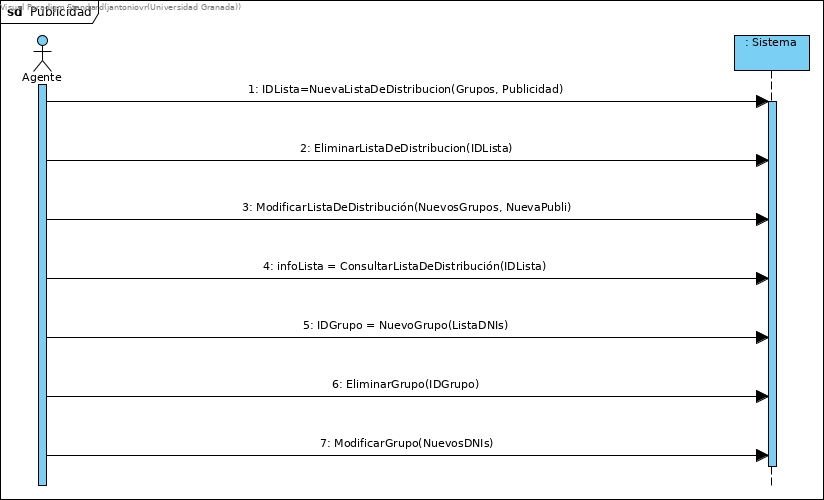 Visual Paradigm Standard(jantoniovr(Universidad Granada))
sd Publicidad
Agente
: Sistema
1: IDLista=NuevaListaDeDistribucion(Grupos, Publicidad)
2: EliminarListaDeDistribucion(IDLista)
3: ModificarListaDeDistribución(NuevosGrupos, NuevaPubli)
4: infoLista = ConsultarListaDeDistribución(IDLista)
5: IDGrupo = NuevoGrupo(ListaDNIs)
6: EliminarGrupo(IDGrupo)
7: ModificarGrupo(NuevosDNIs)